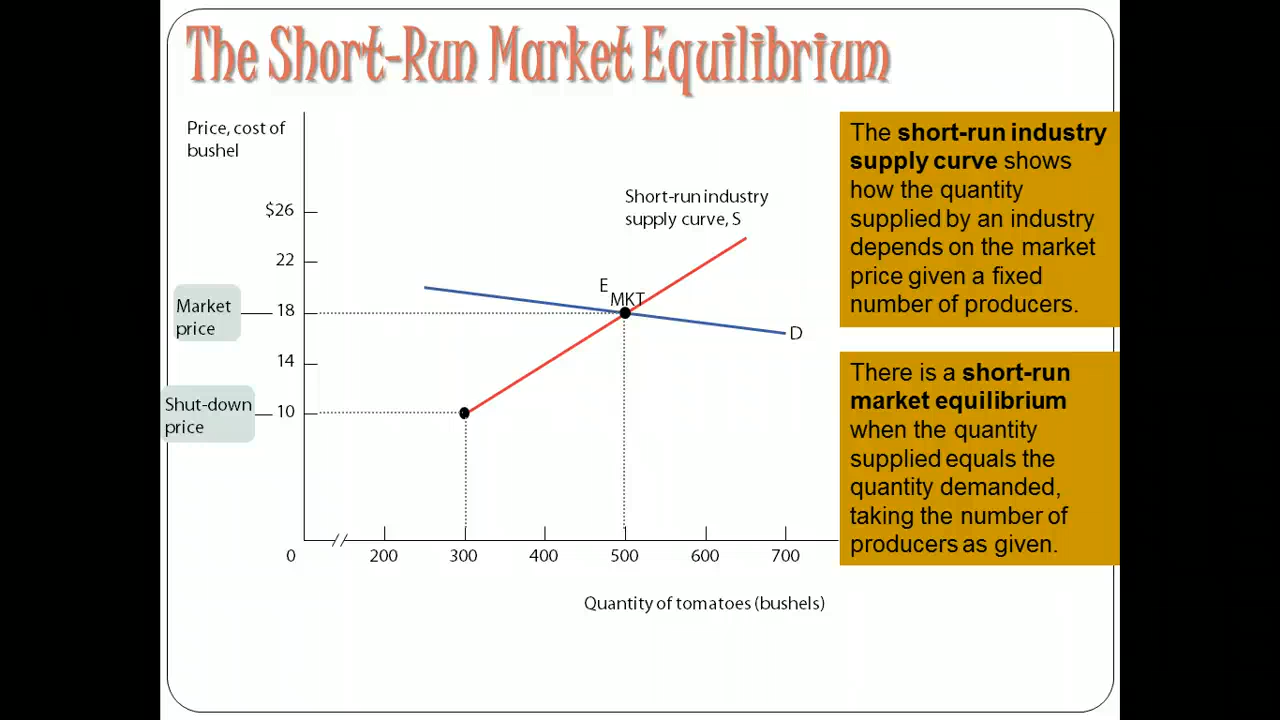 The Short-Run Market Equilibrium
Price, cost of
bushel
$26
22
18
14
10
Market
price
Shut-down
price
Short-run industry
supply curve, S
E
MKT
D
0
200
300
400
500
600
700
Quantity of tomatoes (bushels)
The short-run industry
supply curve shows
how the quantity
supplied by an industry
depends on the market
price given a fixed
number of producers.
There is a short-run
market equilibrium
when the quantity
supplied equals the
quantity demanded,
taking the number of
producers as given.